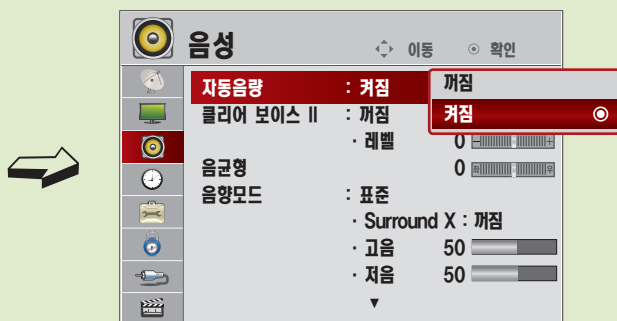 음성 이동 확인
자동음량 : 켜짐
꺼짐
켜짐
클리어 보이스 II : 꺼짐
· 레벨 0 - +
음균형 0 좌 우
음향모드 : 표준
· Surround X : 꺼짐
· 고음 50
· 저음 50
▼